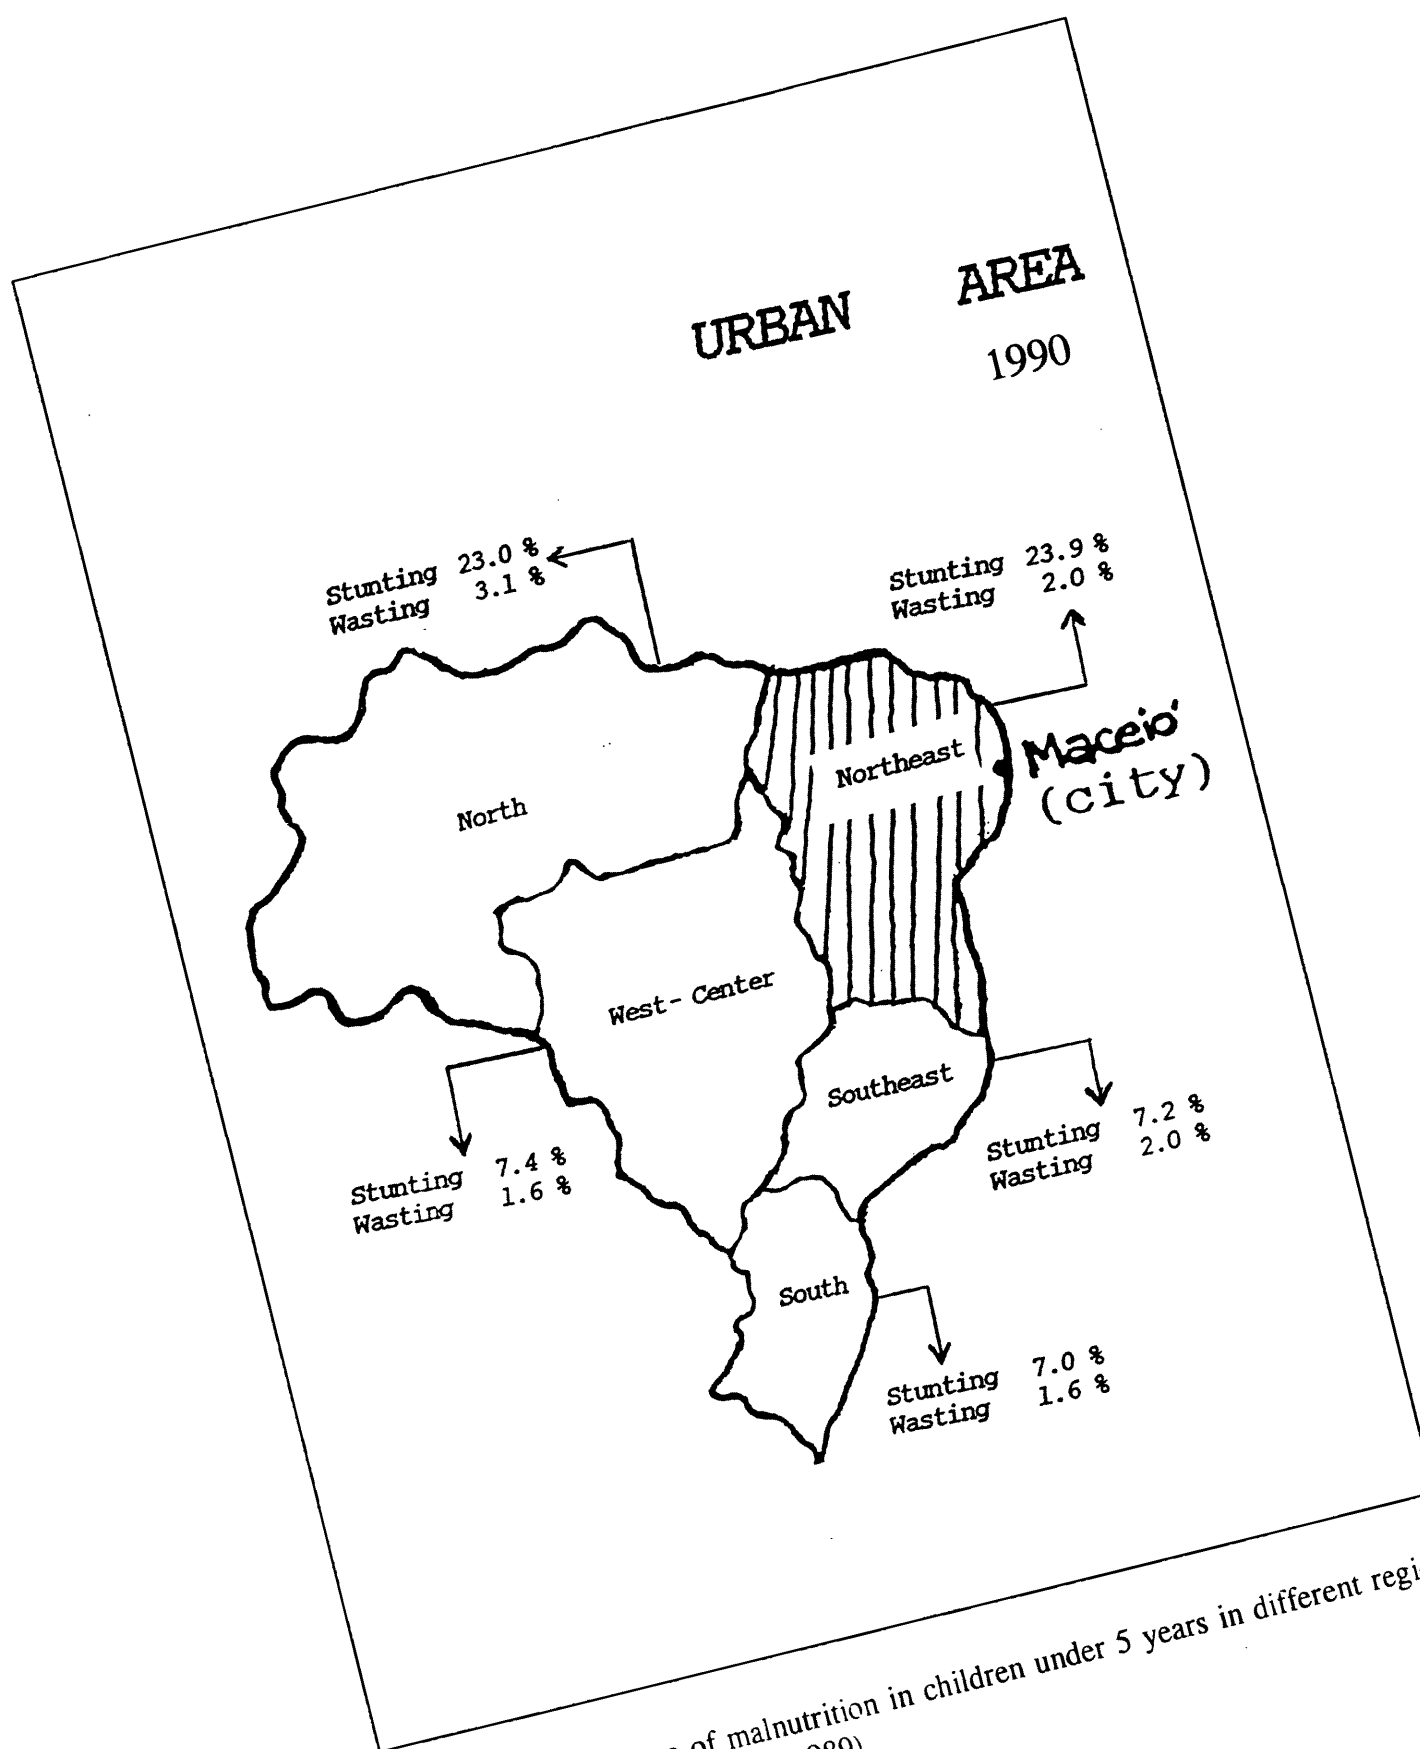 URBAN AREA
1990
Stunting 23.0 %
Wasting 3.1 %
Stunting 23.9 %
Wasting 2.0 %
Maceió
(city)
Northeast
North
West- Center
Southeast
Stunting 7.2 %
Wasting 2.0 %
Stunting 7.4 %
Wasting 1.6 %
South
Stunting 7.0 %
Wasting 1.6 %
of malnutrition in children under 5 years in different